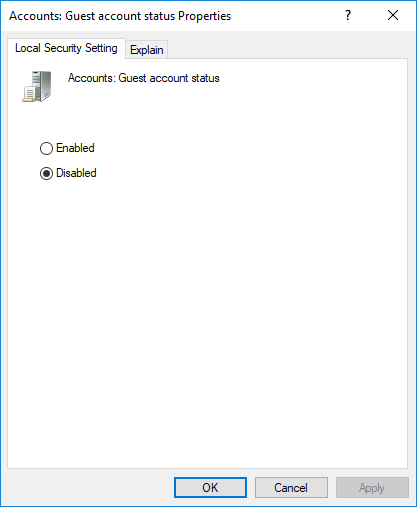 Accounts: Guest account status Properties
?
Local Security Setting
Explain
Accounts: Guest account status
Enabled
Disabled
OK
Cancel
Apply